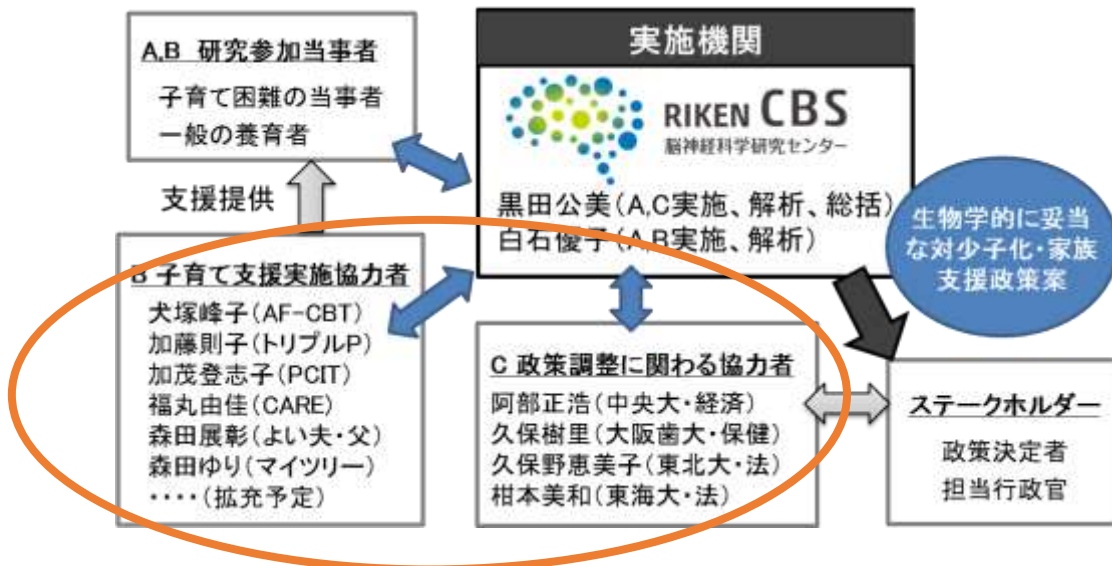 A,B 研究参加当事者
子育て困難の当事者
一般の養育者
支援提供
実施機関
RIKEN CBS
脳神経科学研究センター
黒田公美(A,C実施、解析、総括)
白石優子(A,B実施、解析)
生物学的に妥当
な対少子化・家族
支援政策案
B 子育て支援実施協力者
犬塚峰子(AF-CBT)
加藤則子(トリプルP)
加茂登志子(PCIT)
福丸由佳(CARE)
森田展彰(よい夫・父)
森田ゆり(マイツリー)
・・・・(拡充予定)
C 政策調整に関わる協力者
阿部正浩(中央大・経済)
久保樹里(大阪歯大・保健)
久保野恵美子(東北大・法)
柑本美和(東海大・法)
ステークホルダー
政策決定者
担当行政官